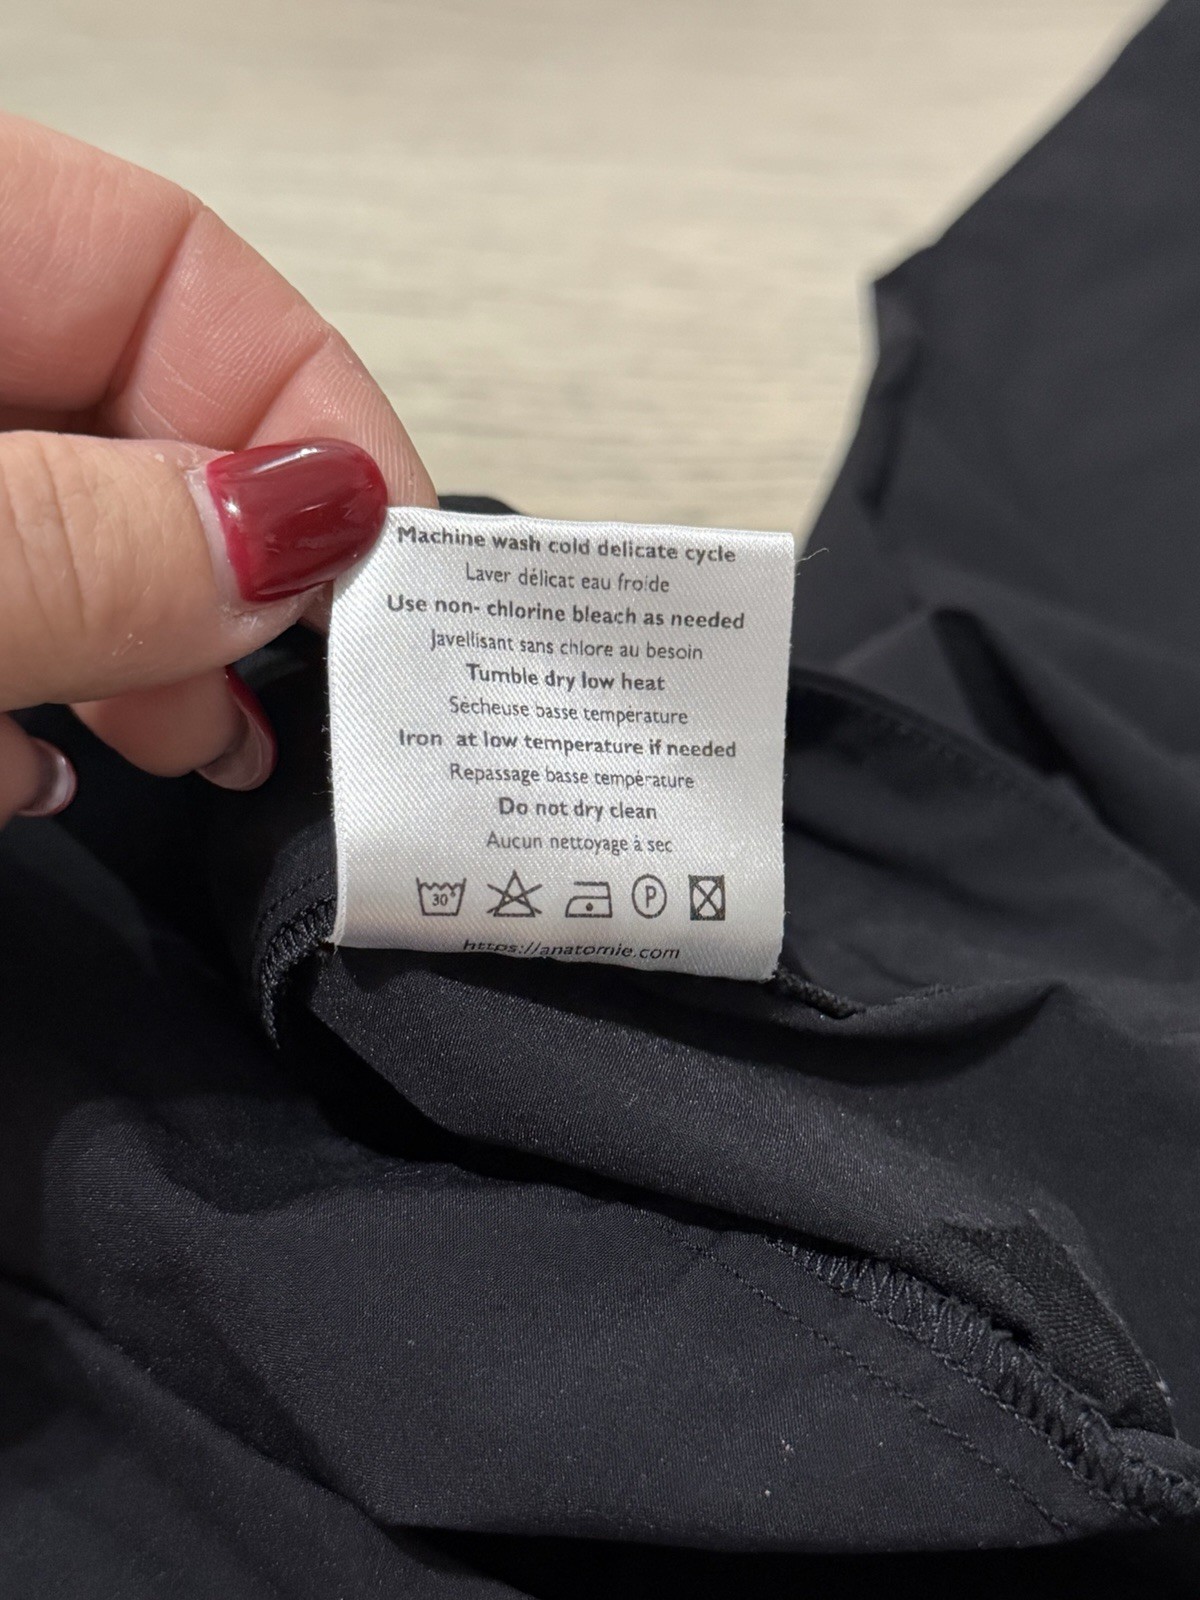 Machine wash cold delicate cycle
Laver délicat eau froide
Use non- chlorine bleach as needed
Javellisant sans chlore au besoin
Tumble dry low heat
Sécheuse basse température
Iron at low temperature if needed
Repassage basse température
Do not dry clean
Aucun nettoyage à sec
30° P
https://anatomie.com